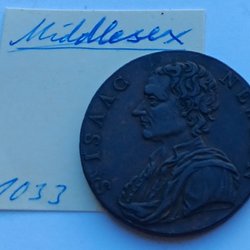 Middlesex
1033
S. ISAAC NE